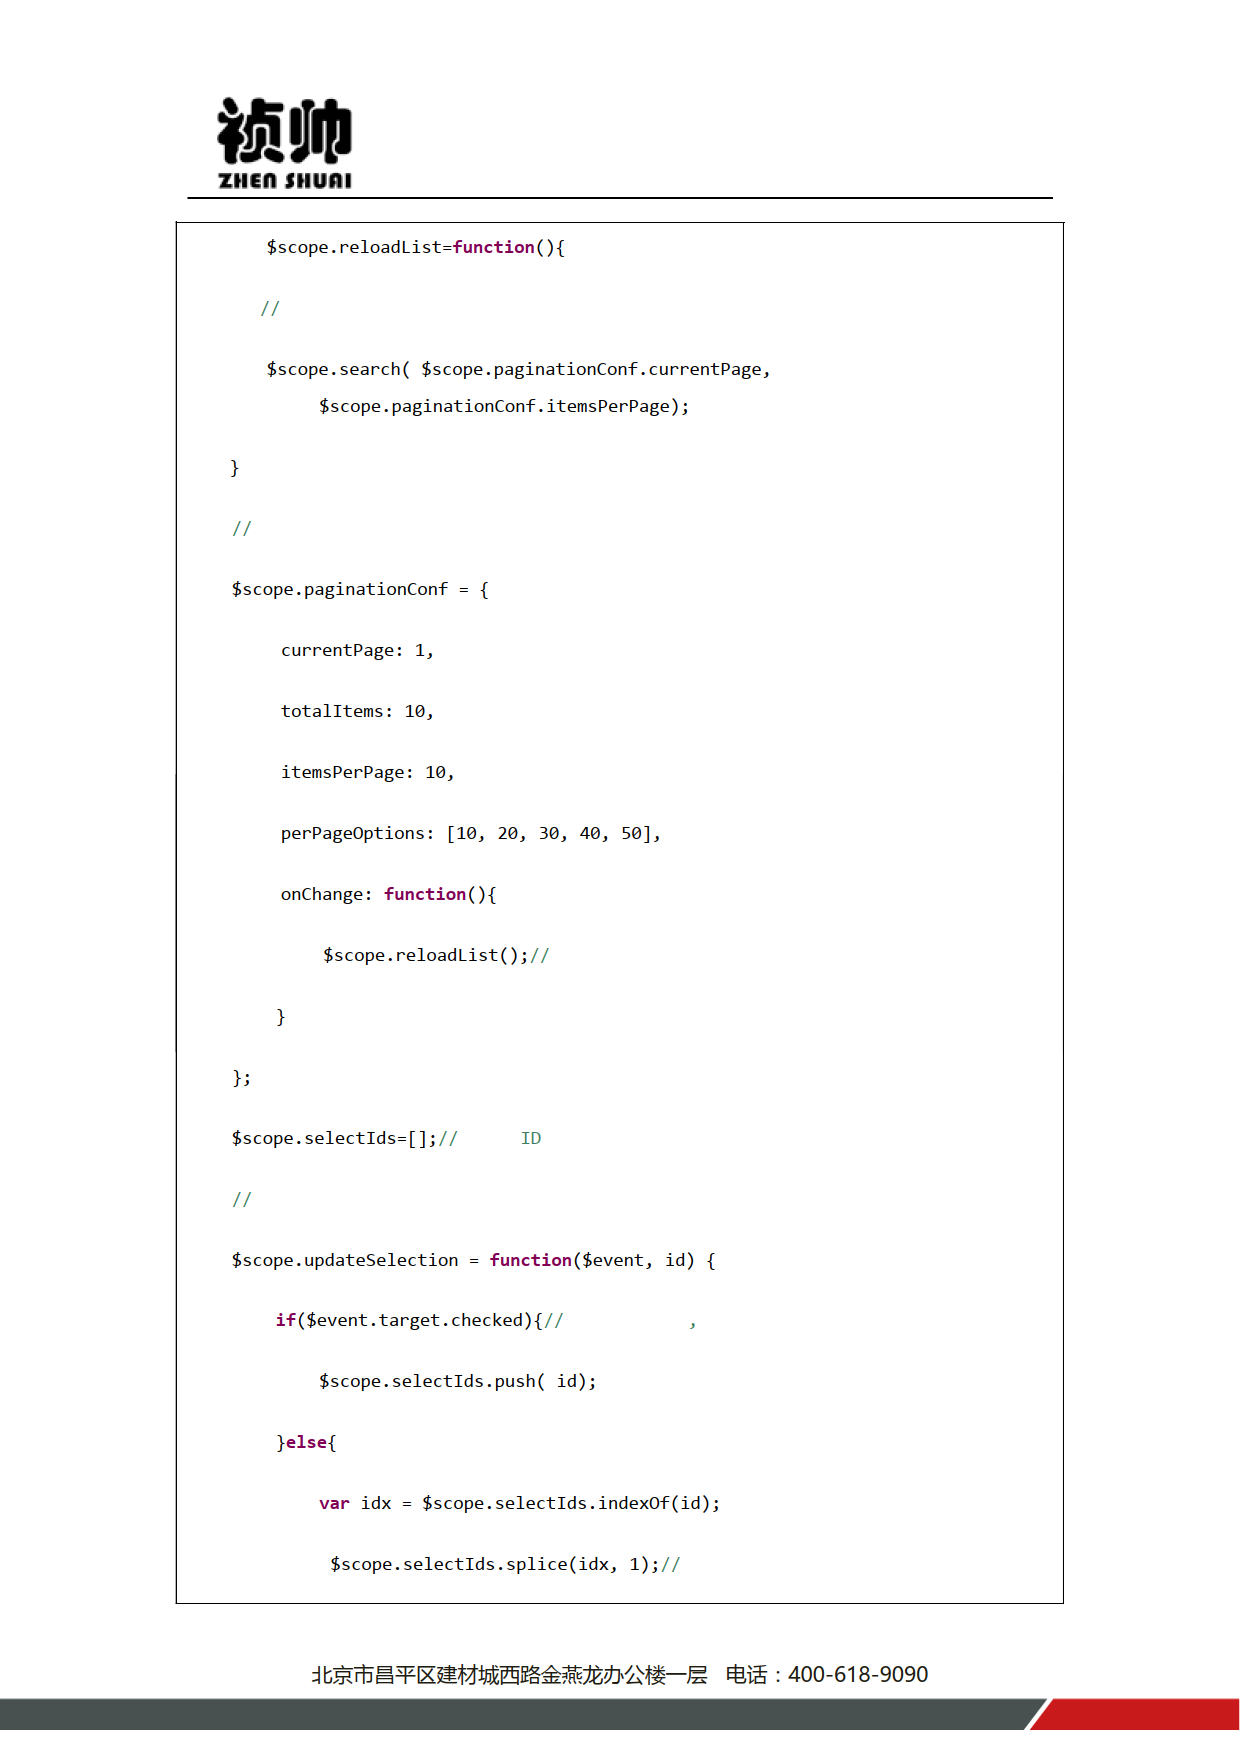 祯帅
ZHEN SHUAI
$scope.reloadList=function(){
//
$scope.search( $scope.paginationConf.currentPage,
$scope.paginationConf.itemsPerPage);
}
//
$scope.paginationConf = {
currentPage: 1,
totalItems: 10,
itemsPerPage: 10,
perPageOptions: [10, 20, 30, 40, 50],
onChange: function(){
$scope.reloadList();//
}
};
$scope.selectIds=[];// ID
//
$scope.updateSelection = function($event, id) {
if($event.target.checked){// ,
$scope.selectIds.push( id);
}else{
var idx = $scope.selectIds.indexOf(id);
$scope.selectIds.splice(idx, 1);//
北京市昌平区建材城西路金燕龙办公楼一层 电话：400-618-9090